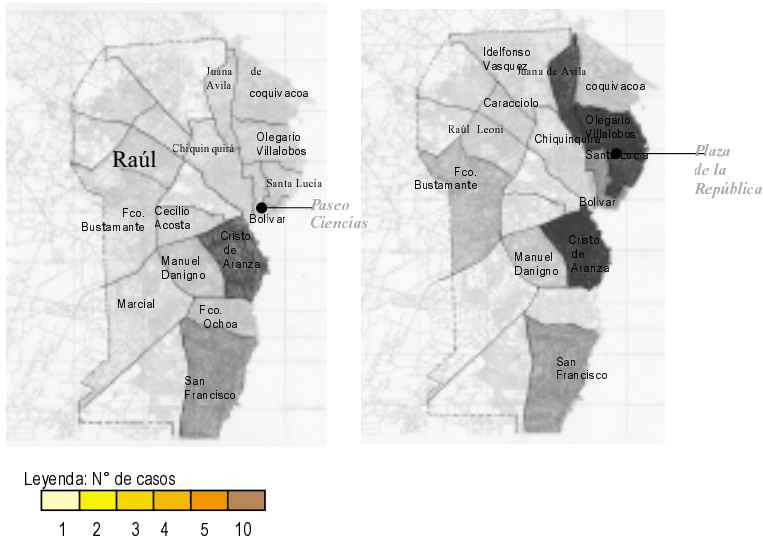 Juana de
Avila
coquivacoa
Olegario
Villalobos
Chiquinquirá
Raúl
Santa Lucía
Paseo
Ciencias
Bolívar
Fco.
Bustamante
Cecilio
Acosta
Cristo
de
Aranza
Manuel
Danigno
Marcial
Fco.
Ochoa
San
Francisco
Ildelfonso
Vasquez
Juana de Avila
coquivacoa
Caracciolo
Olegario
Villalobos
Raúl Leoni
Chiquinquirá
Santa Lucía
Plaza
de la
República
Fco.
Bustamante
Bolívar
Cristo
de
Aranza
Manuel
Danigno
San
Francisco
Leyenda: N° de casos
1 2 3 4 5 10